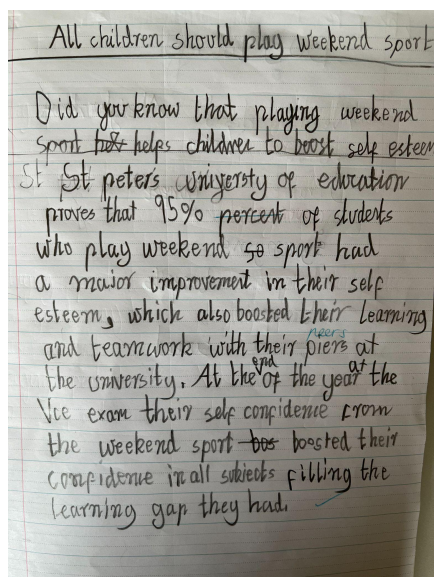 All children should play weekend sport
Did you know that playing weekend
sport helps children to boost self esteem
St St peters universty of education
proves that 95% percent of students
who play weekend so sport had
a major improvement in their self
esteem, which also boosted their learning
peers
and teamwork with their piers at
end at
the university. At the of the year the
Vce exam their self confidence from
the weekend sport bos boosted their
confidence in all subjects filling the
learning gap they had.